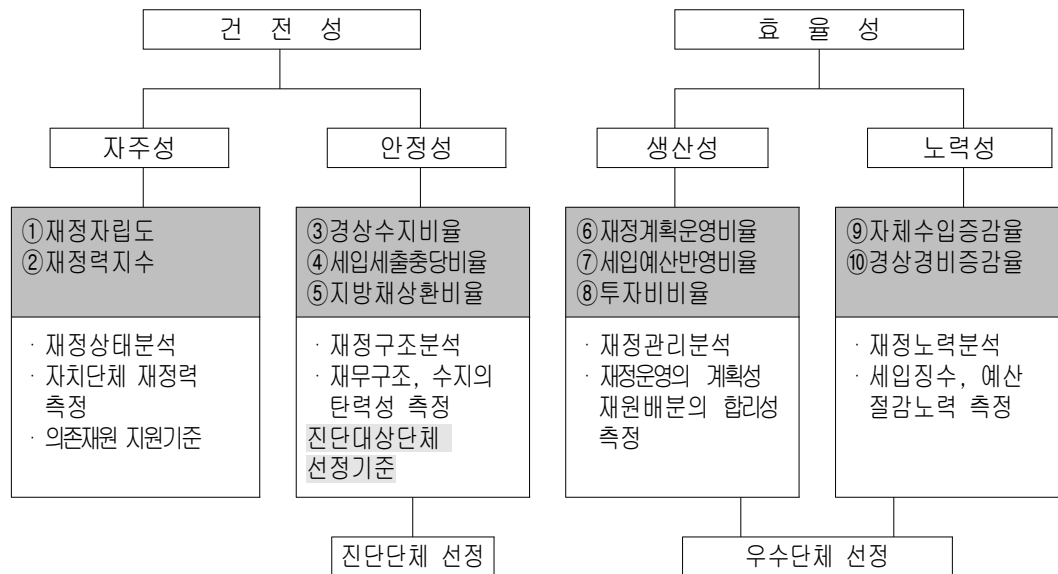 건 전 성
효 율 성
자주성
안정성
생산성
노력성
①재정자립도
②재정력지수
③경상수지비율
④세입세출충당비율
⑤지방채상환비율
⑥재정계획운영비율
⑦세입예산반영비율
⑧투자비비율
⑨자체수입증감율
⑩경상경비증감율
· 재정상태분석
· 자치단체 재정력
측정
· 의존재원 지원기준
· 재정구조분석
· 재무구조, 수지의
탄력성 측정
진단대상단체
선정기준
· 재정관리분석
· 재정운영의 계획성
재원배분의 합리성
측정
· 재정노력분석
· 세입징수, 예산
절감노력 측정
진단단체 선정
우수단체 선정